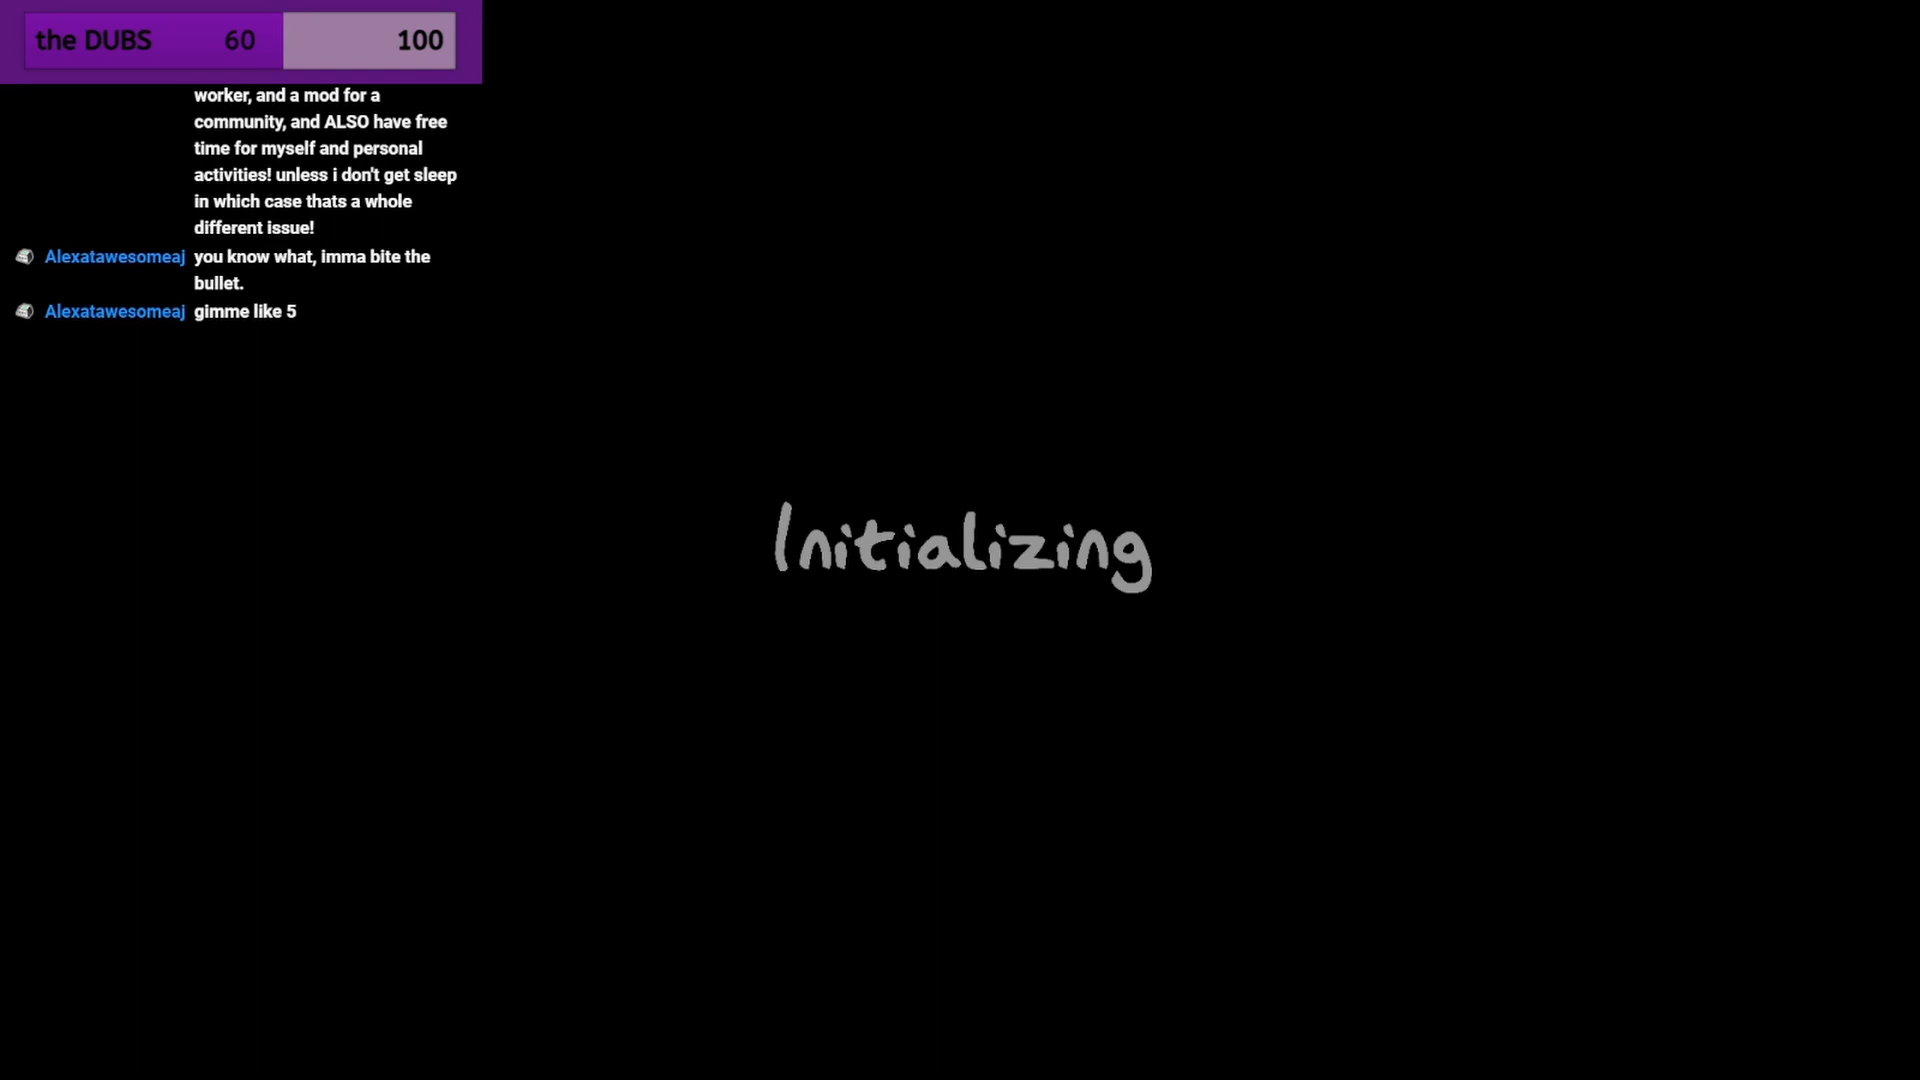 the DUBS 60 100
worker, and a mod for a
community, and ALSO have free
time for myself and personal
activities! unless i don't get sleep
in which case thats a whole
different issue!
Alexatawesomeaj you know what, imma bite the
bullet.
Alexatawesomeaj gimme like 5
Initializing